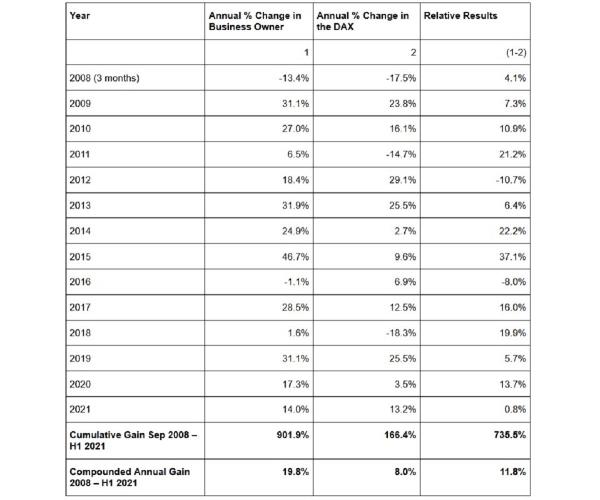 Year Annual % Change in Annual % Change in Relative Results
Business Owner the DAX
1 2 (1-2)
2008 (3 months) -13.4% -17.5% 4.1%
2009 31.1% 23.8% 7.3%
2010 27.0% 16.1% 10.9%
2011 6.5% -14.7% 21.2%
2012 18.4% 29.1% -10.7%
2013 31.9% 25.5% 6.4%
2014 24.9% 2.7% 22.2%
2015 46.7% 9.6% 37.1%
2016 -1.1% 6.9% -8.0%
2017 28.5% 12.5% 16.0%
2018 1.6% -18.3% 19.9%
2019 31.1% 25.5% 5.7%
2020 17.3% 3.5% 13.7%
2021 14.0% 13.2% 0.8%
Cumulative Gain Sep 2008 – 901.9% 166.4% 735.5%
H1 2021
Compounded Annual Gain 19.8% 8.0% 11.8%
2008 – H1 2021